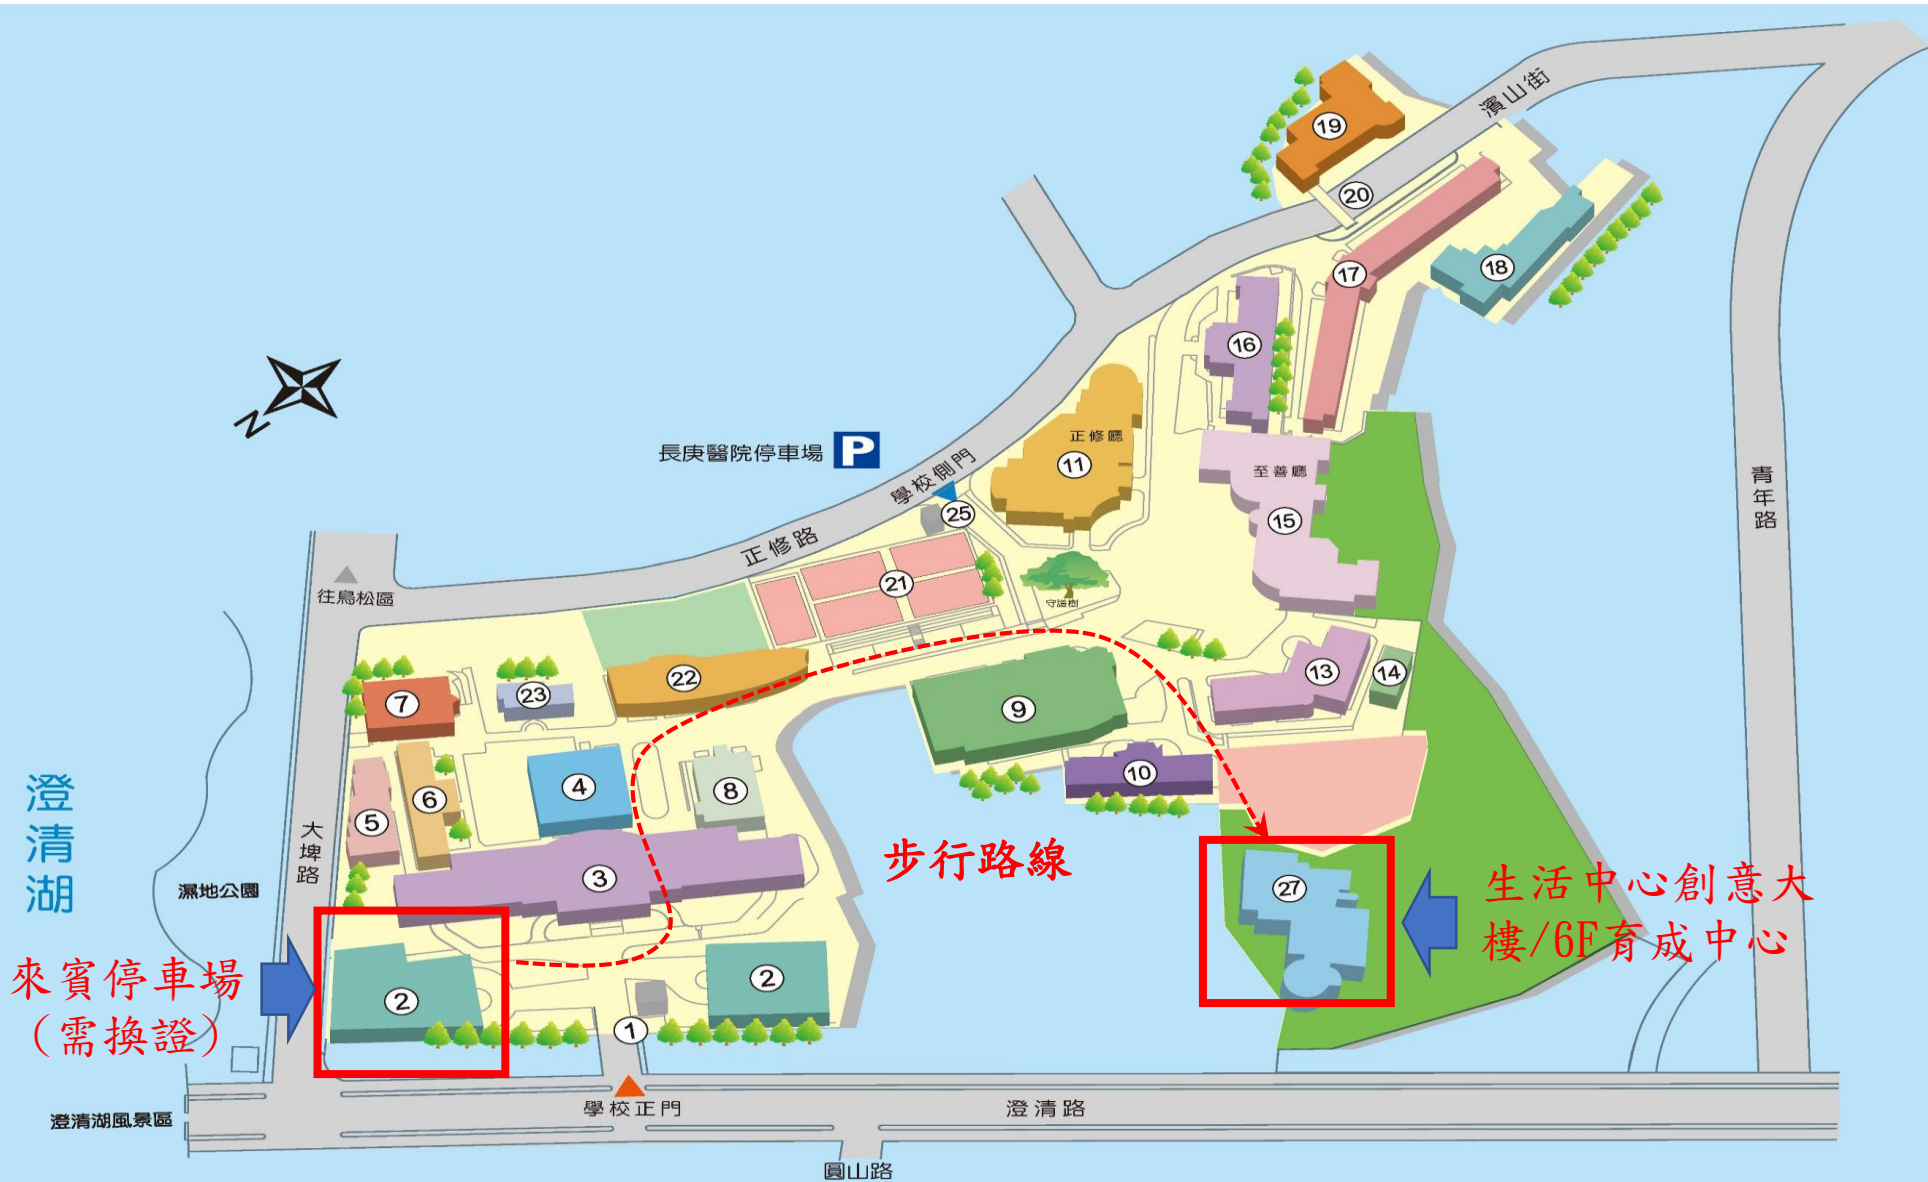 濱山街
19
20
17
18
16
N
長庚醫院停車場 P
學校側門
正修廳
11
至善廳
15
青年路
25
正修路
21
往鳥松區
守護樹
22
23
7
9
13
14
澄清湖
4
8
10
6
5
大埤路
3
步行路線
27
生活中心創意大
樓/6F育成中心
濕地公園
來賓停車場
(需換證)
2
2
1
學校正門
澄清路
澄清湖風景區
圓山路